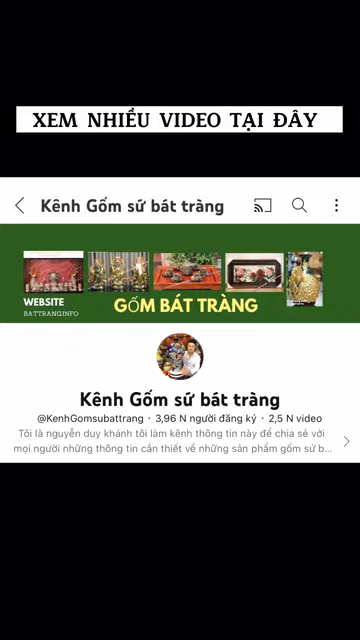 XEM NHIỀU VIDEO TẠI ĐÂY
Kênh Gốm sứ bát tràng
WEBSITE
BATTRANG.INFO
GỐM BÁT TRÀNG
Kênh Gốm sứ bát tràng
@KenhGomsubattrang · 3,96 N người đăng ký · 2,5 N video
Tôi là nguyễn duy khánh tôi làm kênh thông tin này để chia sẻ với
mọi người những thông tin cần thiết về những sản phẩm gốm sứ b...